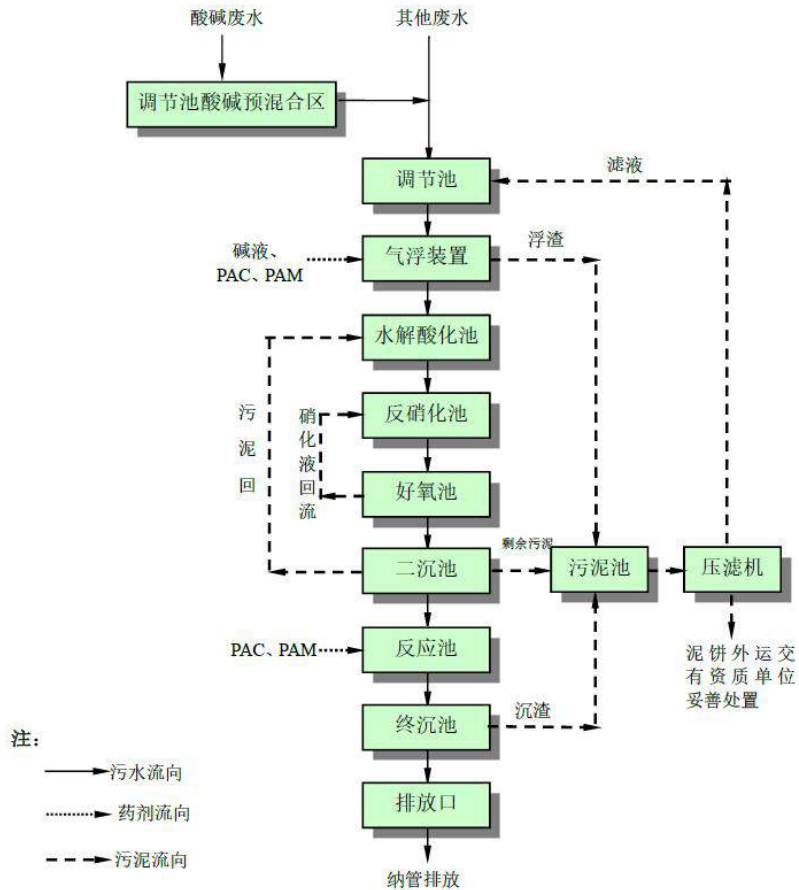 酸碱废水
其他废水
调节池酸碱预混合区
调节池
滤液
碱液、
PAC、PAM
气浮装置
浮渣
水解酸化池
污
泥
回
硝
化
液
回
流
反硝化池
好氧池
二沉池
剩余污泥
污泥池
压滤机
PAC、PAM
反应池
泥饼外运交
有资质单位
妥善处置
终沉池
沉渣
注：
污水流向
药剂流向
污泥流向
排放口
纳管排放